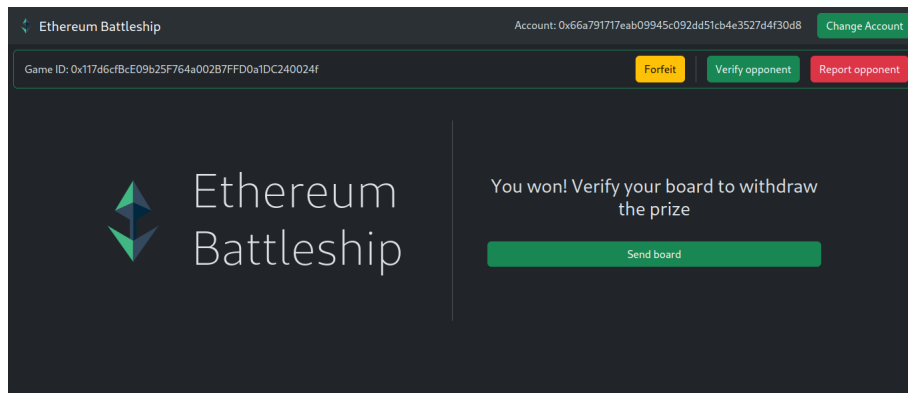 Ethereum Battleship
Account: 0x66a791717eab09945c092dd51cb4e3527d4f30d8
Change Account
Game ID: 0x117d6cfBcE09b25F764a002B7FFD0a1DC240024f
Forfeit
Verify opponent
Report opponent
Ethereum
Battleship
You won! Verify your board to withdraw
the prize
Send board